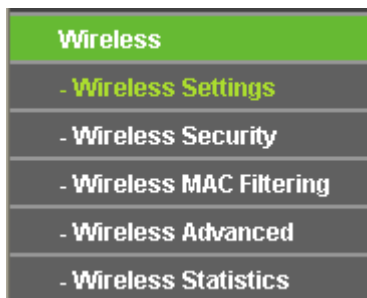 Wireless
- Wireless Settings
- Wireless Security
- Wireless MAC Filtering
- Wireless Advanced
- Wireless Statistics